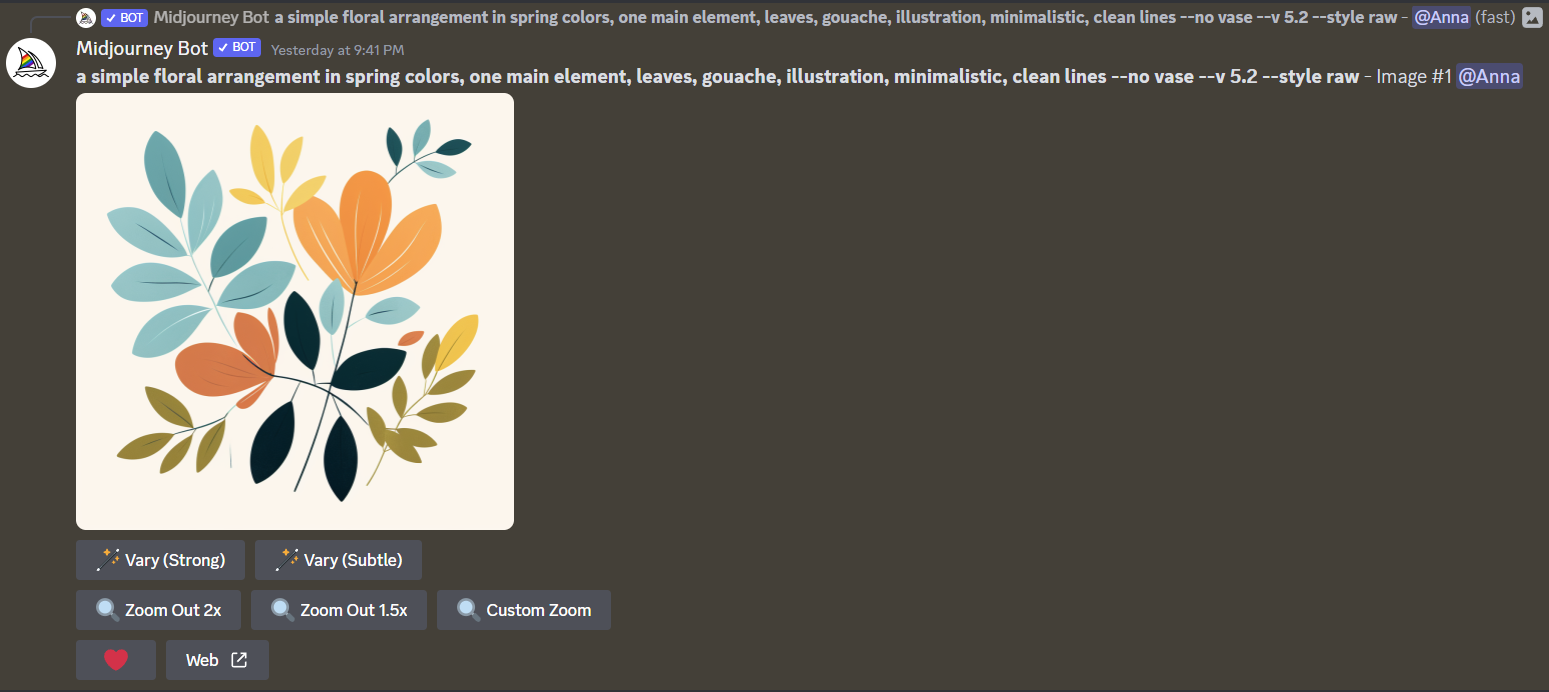 ✓ BOT Midjourney Bot a simple floral arrangement in spring colors, one main element, leaves, gouache, illustration, minimalistic, clean lines --no vase --v 5.2 --style raw - @Anna (fast)
Midjourney Bot ✓ BOT Yesterday at 9:41 PM
a simple floral arrangement in spring colors, one main element, leaves, gouache, illustration, minimalistic, clean lines --no vase --v 5.2 --style raw - Image #1 @Anna
Vary (Strong) Vary (Subtle)
Zoom Out 2x Zoom Out 1.5x Custom Zoom
Web